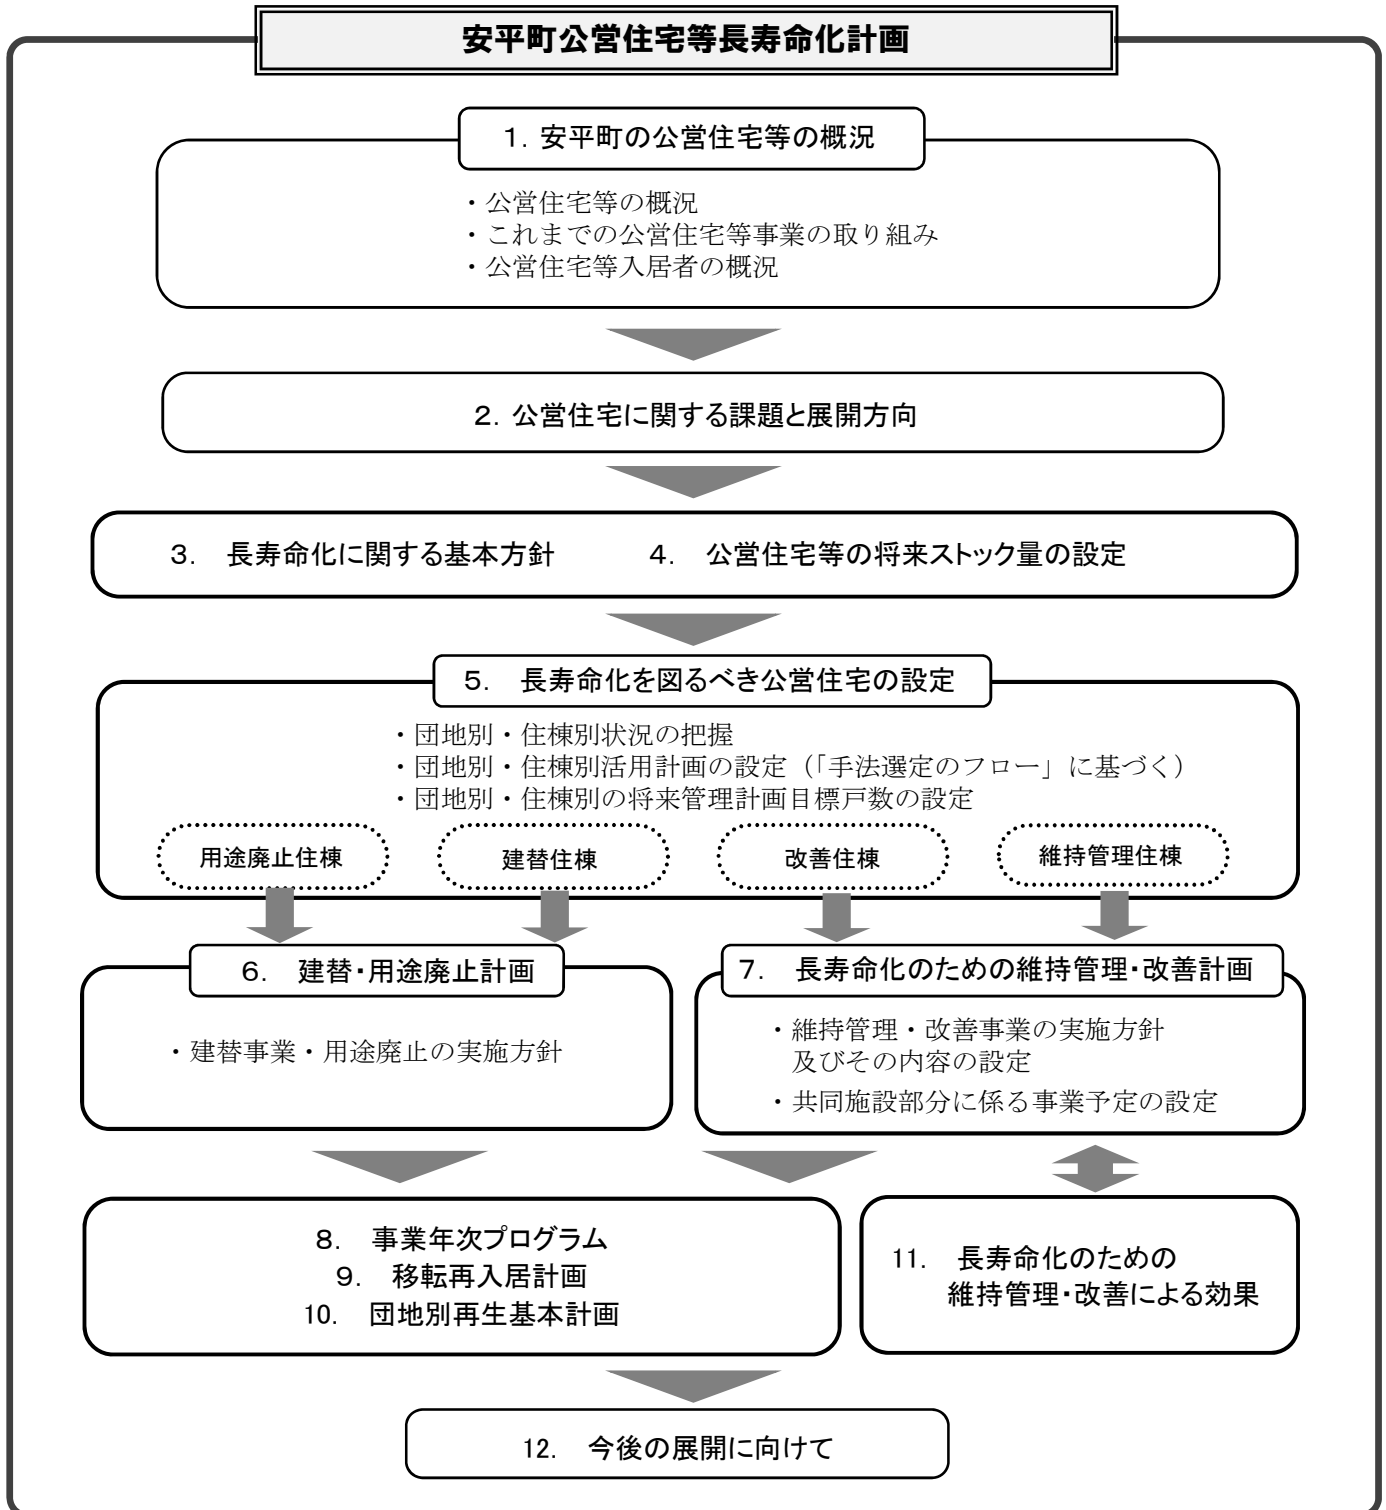 安平町公営住宅等長寿命化計画
１．安平町の公営住宅等の概況
・公営住宅等の概況
・これまでの公営住宅等事業の取り組み
・公営住宅等入居者の概況
２．公営住宅に関する課題と展開方向
３．　長寿命化に関する基本方針　　　４．　公営住宅等の将来ストック量の設定
５．　長寿命化を図るべき公営住宅の設定
・団地別・住棟別状況の把握
・団地別・住棟別活用計画の設定（「手法選定のフロー」に基づく）
・団地別・住棟別の将来管理計画目標戸数の設定
用途廃止住棟　建替住棟　改善住棟　維持管理住棟
６．　建替・用途廃止計画
・建替事業・用途廃止の実施方針
７．　長寿命化のための維持管理・改善計画
・維持管理・改善事業の実施方針
及びその内容の設定
・共同施設部分に係る事業予定の設定
８．　事業年次プログラム
９．　移転再入居計画
10．　団地別再生基本計画
11．　長寿命化のための
維持管理・改善による効果
12．　今後の展開に向けて